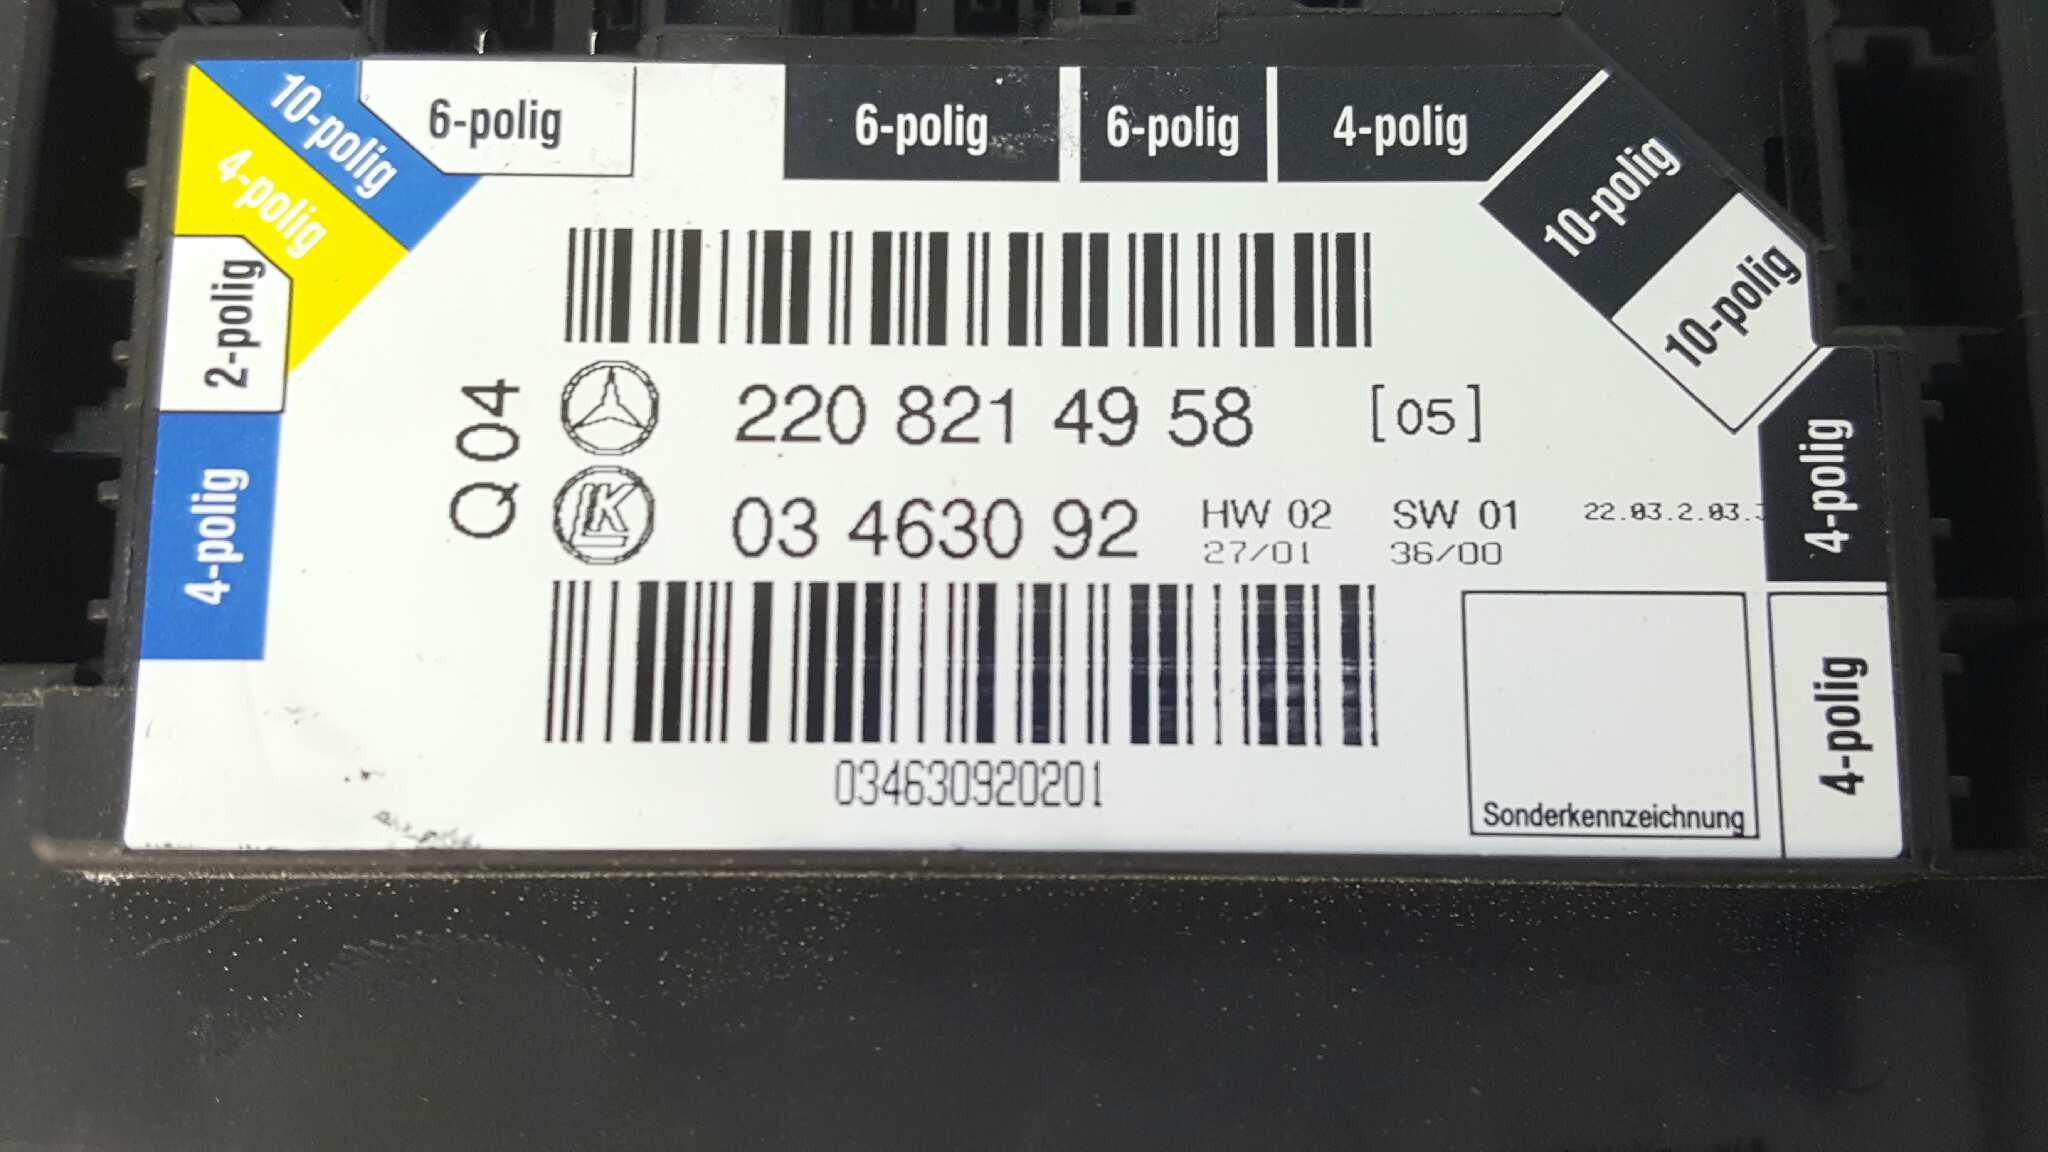 10-polig
6-polig
6-polig
6-polig
4-polig
10-polig
10-polig
4-polig
2-polig
4-polig
4-polig
4-polig
Q 04
220 821 49 58 [05]
LK
03 4630 92 HW 02 SW 01 22.03.2.03.
27/01 36/00
034630920201
Sonderkennzeichnung